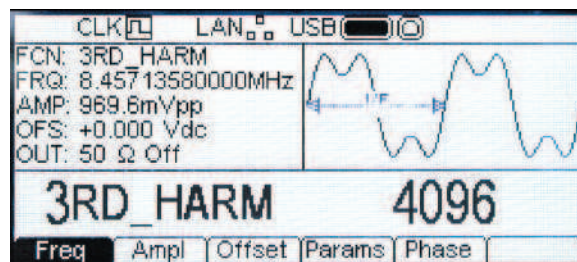 CLK LAN USB
FCN: 3RD_HARM
FRQ: 8.45713580000MHz
AMP: 969.6mVpp
OFS: +0.000 Vdc
OUT: 50 Ω Off
1/F
3RD_HARM 4096
Freq Ampl Offset Params Phase